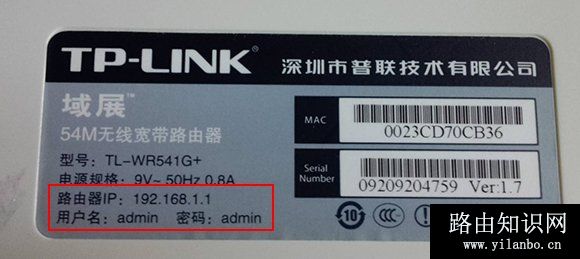 TP-LINK® 深圳市普联技术有限公司
域展™
54M无线宽带路由器
型号: TL-WR541G+
电源规格: 9V~ 50Hz 0.8A
路由器IP: 192.168.1.1
用户名: admin 密码: admin
MAC
0023CD70CB36
Serial Number
09209204759 Ver:1.7
10
CCC
路由知识网
www.yilanbo.cn